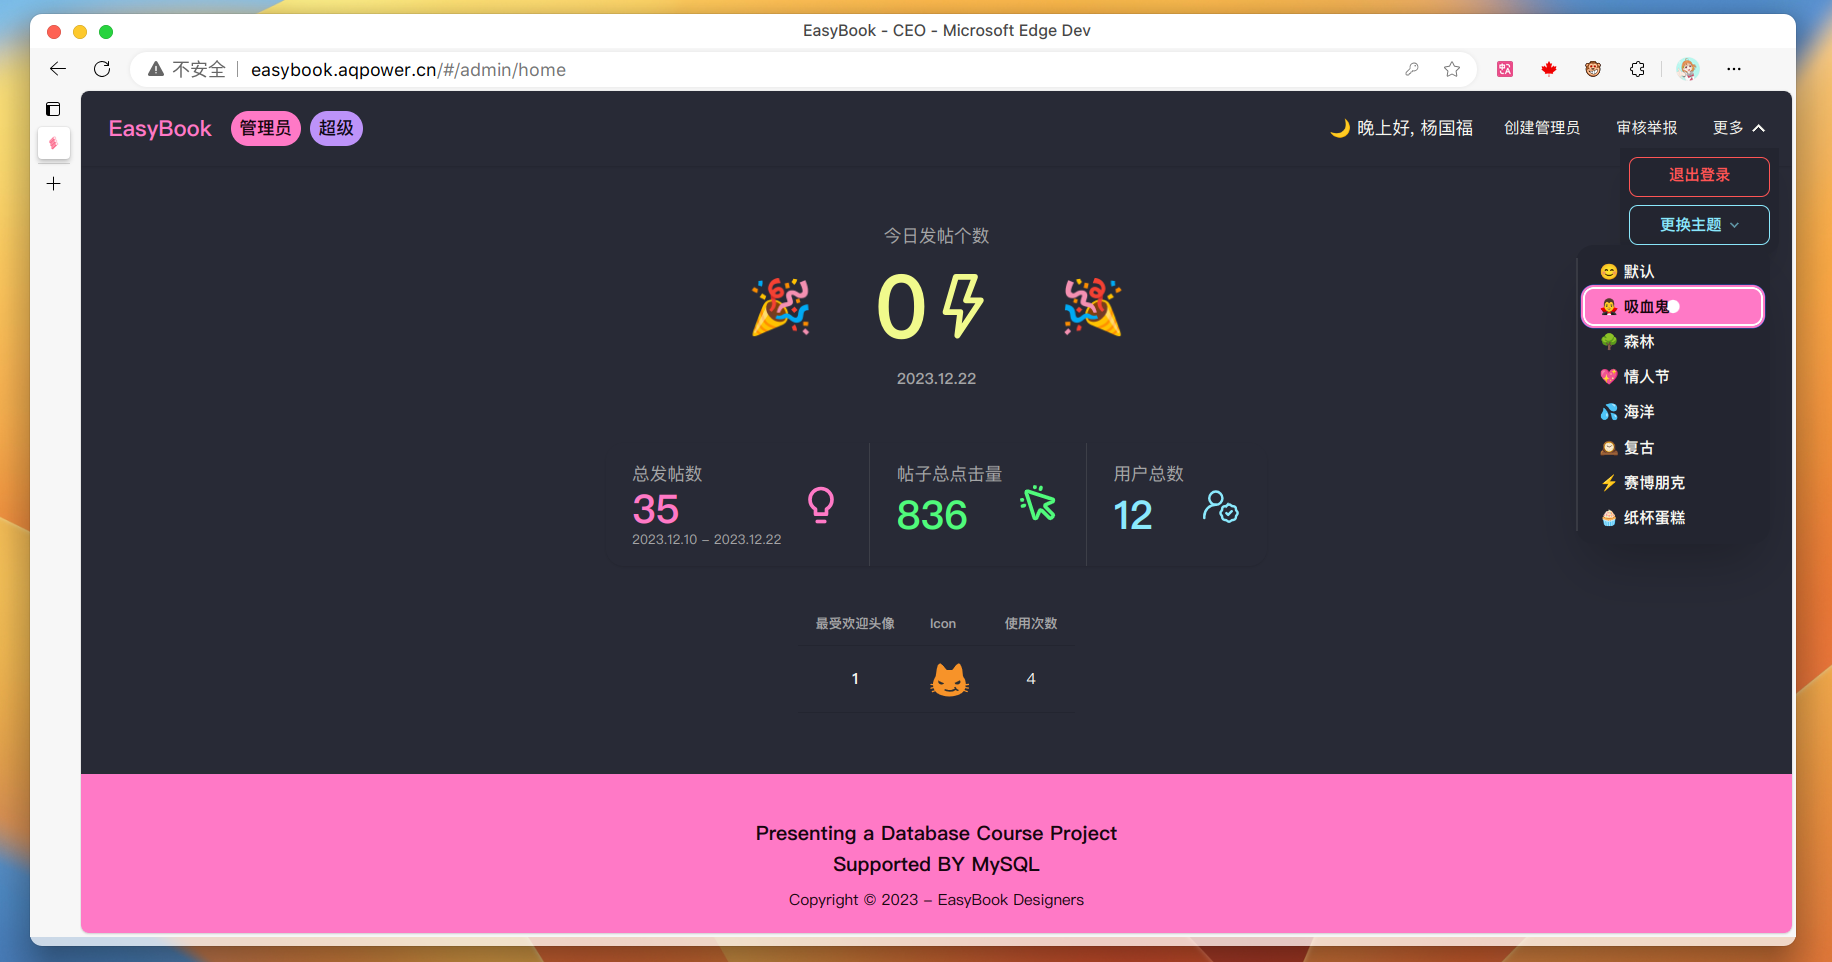 EasyBook - CEO - Microsoft Edge Dev
不安全 easybook.aqpower.cn/#/admin/home
EasyBook 管理员 超级 晚上好, 杨国福 创建管理员 审核举报 更多
退出登录
更换主题
默认
吸血鬼
森林
情人节
海洋
复古
赛博朋克
纸杯蛋糕
今日发帖个数
0
2023.12.22
总发帖数
35
2023.12.10 – 2023.12.22
帖子总点击量
836
用户总数
12
最受欢迎头像 Icon 使用次数
1 4
Presenting a Database Course Project
Supported BY MySQL
Copyright © 2023 – EasyBook Designers